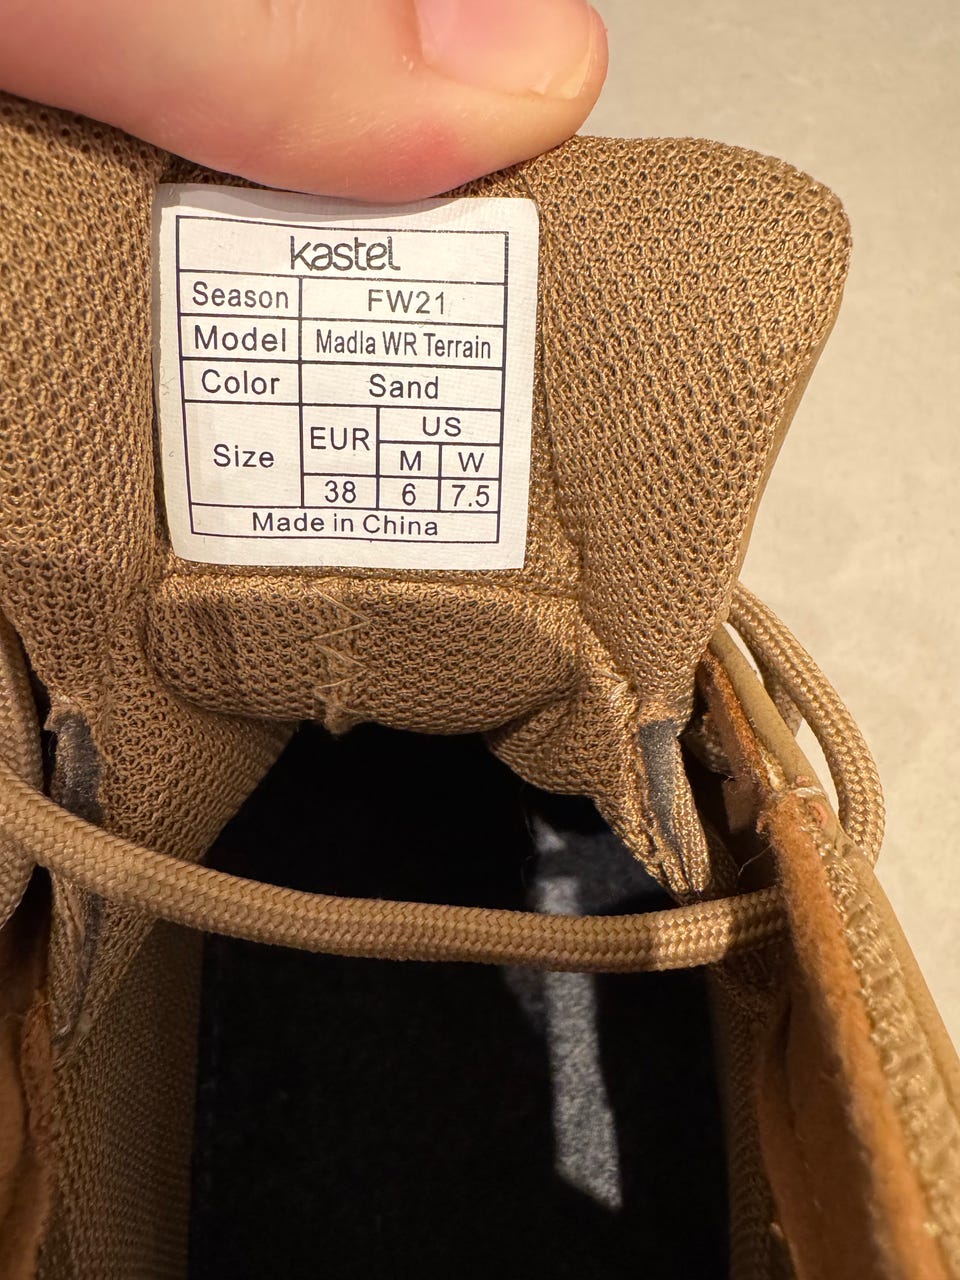 kastel
Season FW21
Model Madla WR Terrain
Color Sand
Size EUR US
M W
38 6 7.5
Made in China